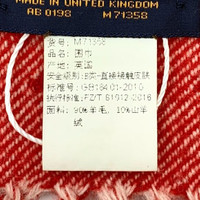 MADE IN UNITED KINGDOM
AB 0198 M 71358
货号: M71358
品名: 围巾
产地: 英国
安全级别: B类-直接接触皮肤
标准号: GB18401-2010
执行标准: FZ/T 81012-2016
面料: 90%羊毛, 10%山羊绒